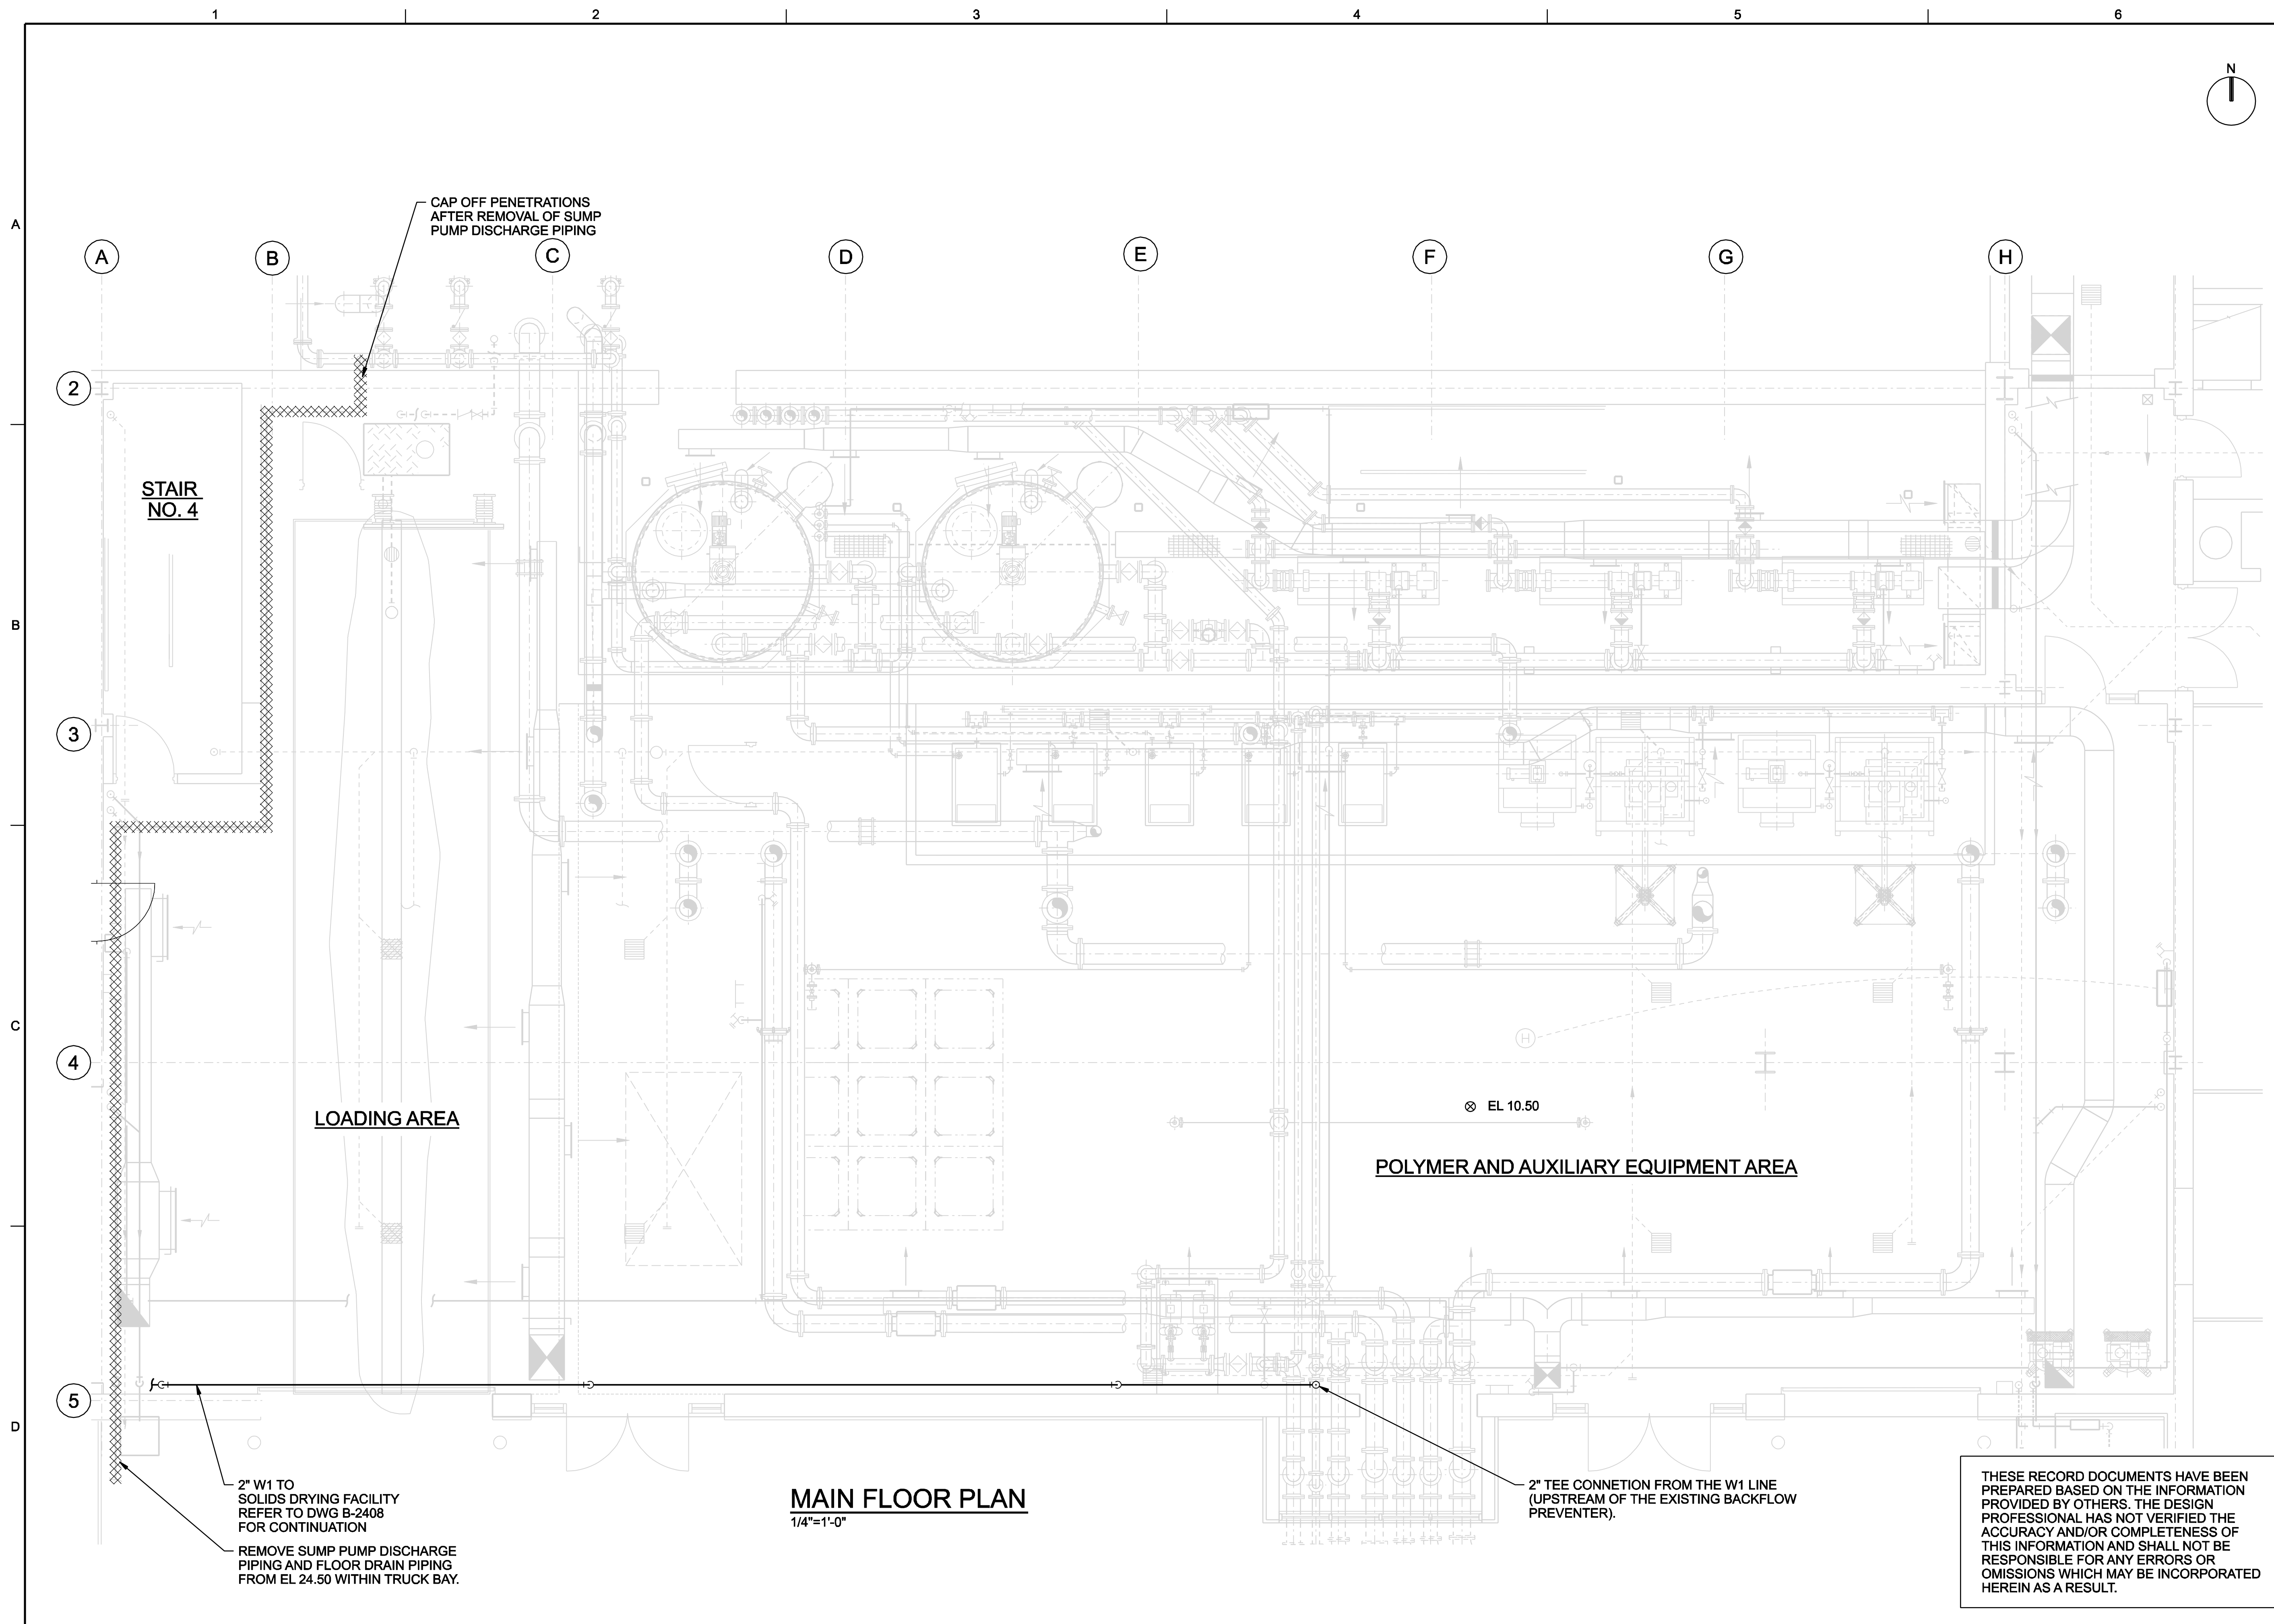 1 2 3 4 5 6
N
A
CAP OFF PENETRATIONS
AFTER REMOVAL OF SUMP
PUMP DISCHARGE PIPING
A B C D E F G H
2
STAIR
NO. 4
B
3
C
H
4
EL 10.50
LOADING AREA
POLYMER AND AUXILIARY EQUIPMENT AREA
5
D
2" W1 TO
SOLIDS DRYING FACILITY
REFER TO DWG B-2408
FOR CONTINUATION
REMOVE SUMP PUMP DISCHARGE
PIPING AND FLOOR DRAIN PIPING
FROM EL 24.50 WITHIN TRUCK BAY.
MAIN FLOOR PLAN
1/4"=1'-0"
2" TEE CONNETION FROM THE W1 LINE
(UPSTREAM OF THE EXISTING BACKFLOW
PREVENTER).
THESE RECORD DOCUMENTS HAVE BEEN
PREPARED BASED ON THE INFORMATION
PROVIDED BY OTHERS. THE DESIGN
PROFESSIONAL HAS NOT VERIFIED THE
ACCURACY AND/OR COMPLETENESS OF
THIS INFORMATION AND SHALL NOT BE
RESPONSIBLE FOR ANY ERRORS OR
OMISSIONS WHICH MAY BE INCORPORATED
HEREIN AS A RESULT.